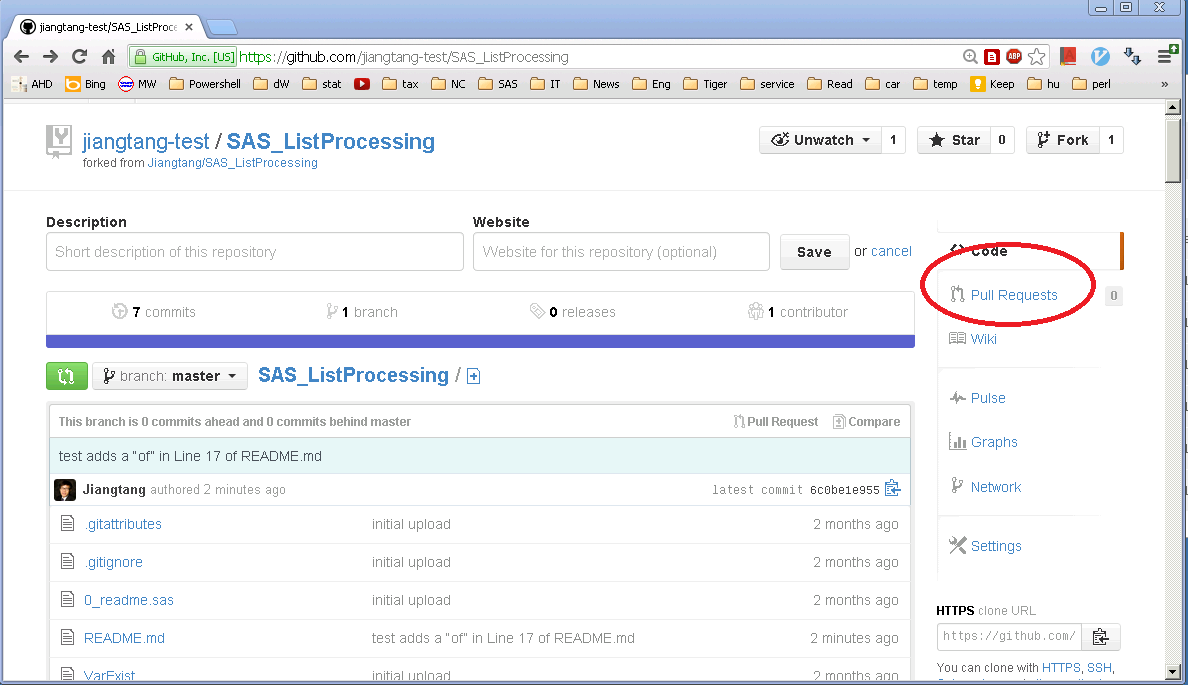 jiangtang-test/SAS_ListProce
GitHub, Inc. [US] https://github.com/jiangtang-test/SAS_ListProcessing
ABP
AHD Bing MW Powershell dW stat tax NC SAS IT News Eng Tiger service Read car temp Keep hu perl »
jiangtang-test / SAS_ListProcessing
forked from Jiangtang/SAS_ListProcessing
Unwatch 1 Star 0 Fork 1
Description Website
Short description of this repository Website for this repository (optional) Save or cancel
Code
Pull Requests 0
7 commits 1 branch 0 releases 1 contributor
Wiki
branch: master SAS_ListProcessing /
Pulse
This branch is 0 commits ahead and 0 commits behind master Pull Request Compare
Graphs
test adds a "of" in Line 17 of README.md
Jiangtang authored 2 minutes ago latest commit 6c0be1e955
Network
.gitattributes initial upload 2 months ago
Settings
.gitignore initial upload 2 months ago
0_readme.sas initial upload 2 months ago
HTTPS clone URL
README.md test adds a "of" in Line 17 of README.md 2 minutes ago
https://github.com/
You can clone with HTTPS, SSH,
VarExist initial upload 2 months ago